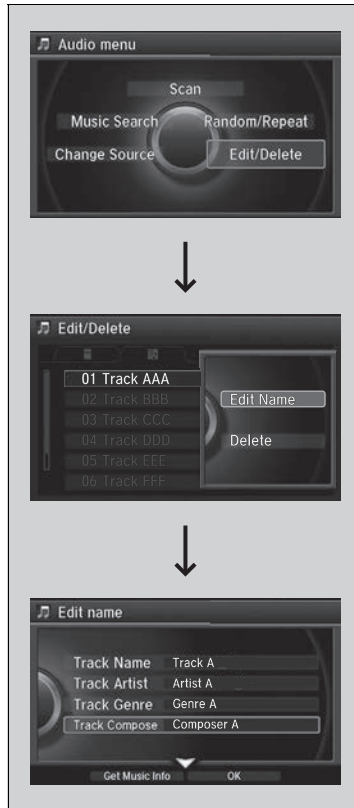 Audio menu
Scan
Music Search Random/Repeat
Change Source Edit/Delete
Edit/Delete
01 Track AAA
02 Track BBB
03 Track CCC
04 Track DDD
05 Track EEE
06 Track FFF
Edit Name
Delete
Edit name
Track Name Track A
Track Artist Artist A
Track Genre Genre A
Track Compose Composer A
Get Music Info OK